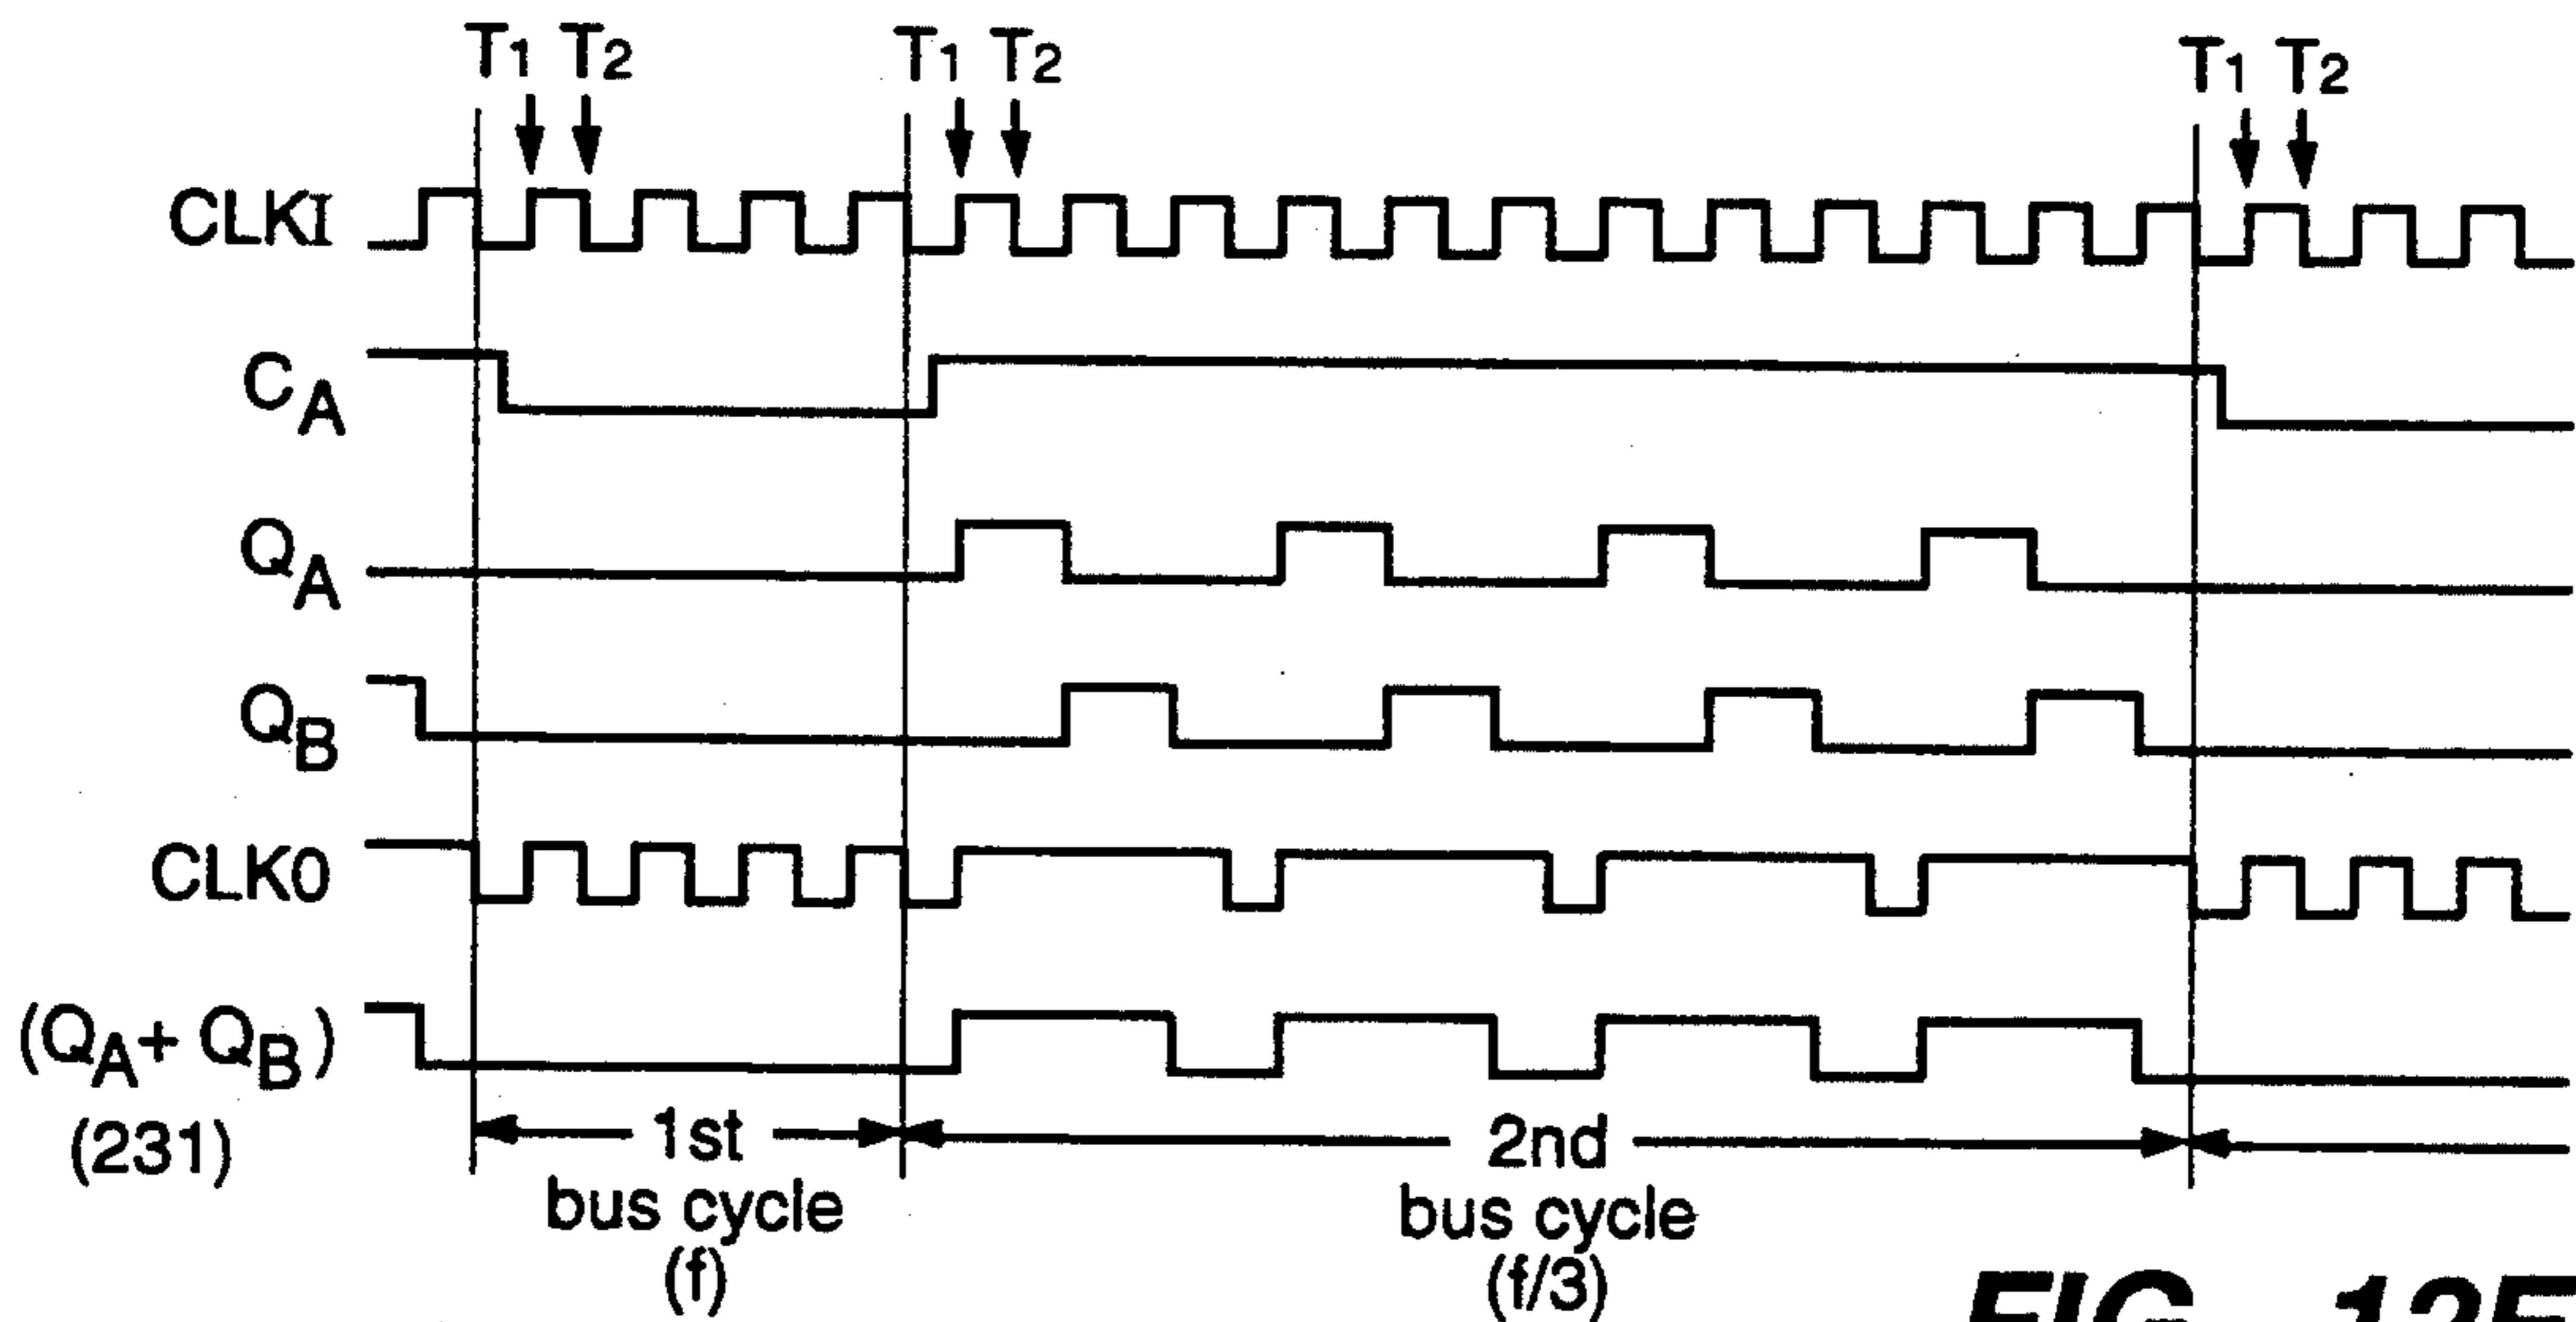 T1 T2 T1 T2 T1 T2
CLKI
CA
QA
QB
CLK0
(QA+ QB)
(231)
1st bus cycle (f)
2nd bus cycle (f/3)